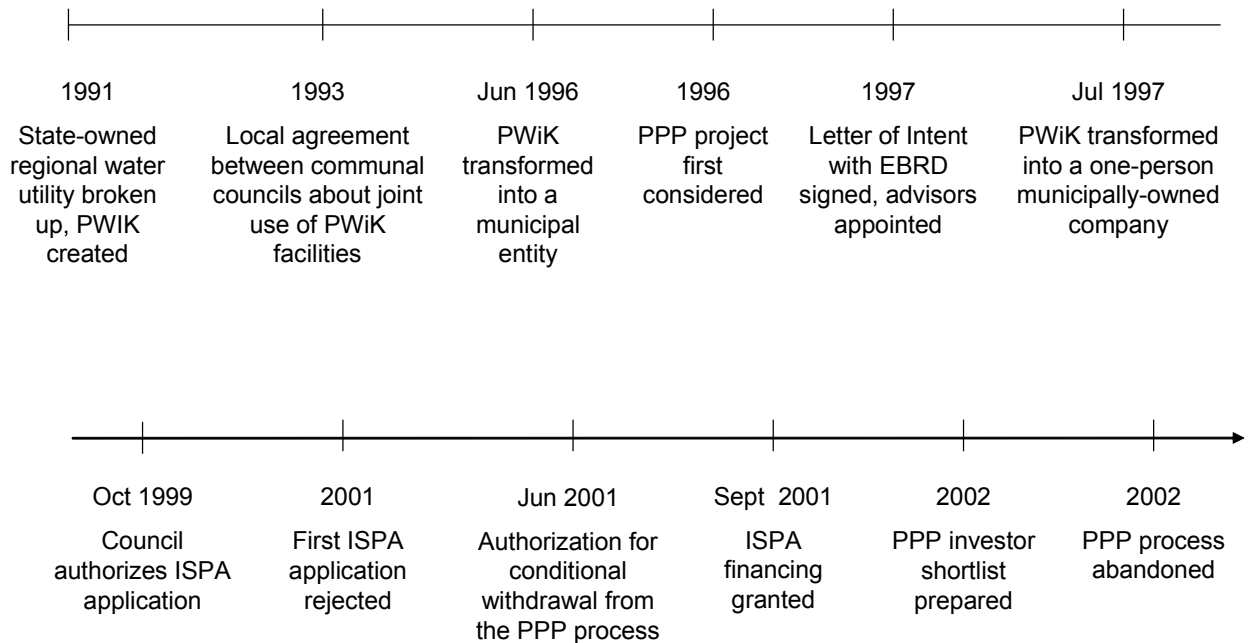 1991
State-owned
regional water
utility broken
up, PWIK
created
1993
Local agreement
between communal
councils about joint
use of PWiK
facilities
Jun 1996
PWiK
transformed
into a
municipal
entity
1996
PPP project
first
considered
1997
Letter of Intent
with EBRD
signed, advisors
appointed
Jul 1997
PWiK transformed
into a one-person
municipally-owned
company
Oct 1999
Council
authorizes ISPA
application
2001
First ISPA
application
rejected
Jun 2001
Authorization for
conditional
withdrawal from
the PPP process
Sept 2001
ISPA
financing
granted
2002
PPP investor
shortlist
prepared
2002
PPP process
abandoned